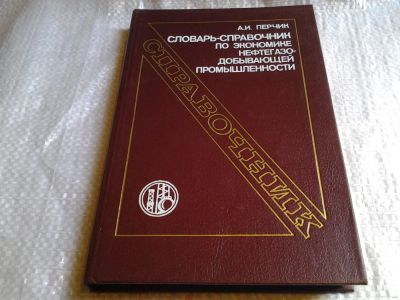 А.И. ПЕРЧИК
СЛОВАРЬ-СПРАВОЧНИК
ПО ЭКОНОМИКЕ
НЕФТЕГАЗО-
ДОБЫВАЮЩЕЙ
ПРОМЫШЛЕННОСТИ
СПРАВОЧНИК